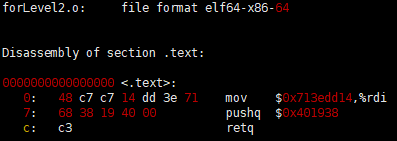 forLevel2.o:     file format elf64-x86-64
Disassembly of section .text:
0000000000000000 <.text>:
   0:   48 c7 c7 14 dd 3e 71    mov    $0x713edd14,%rdi
   7:   68 38 19 40 00          pushq  $0x401938
   c:   c3                      retq